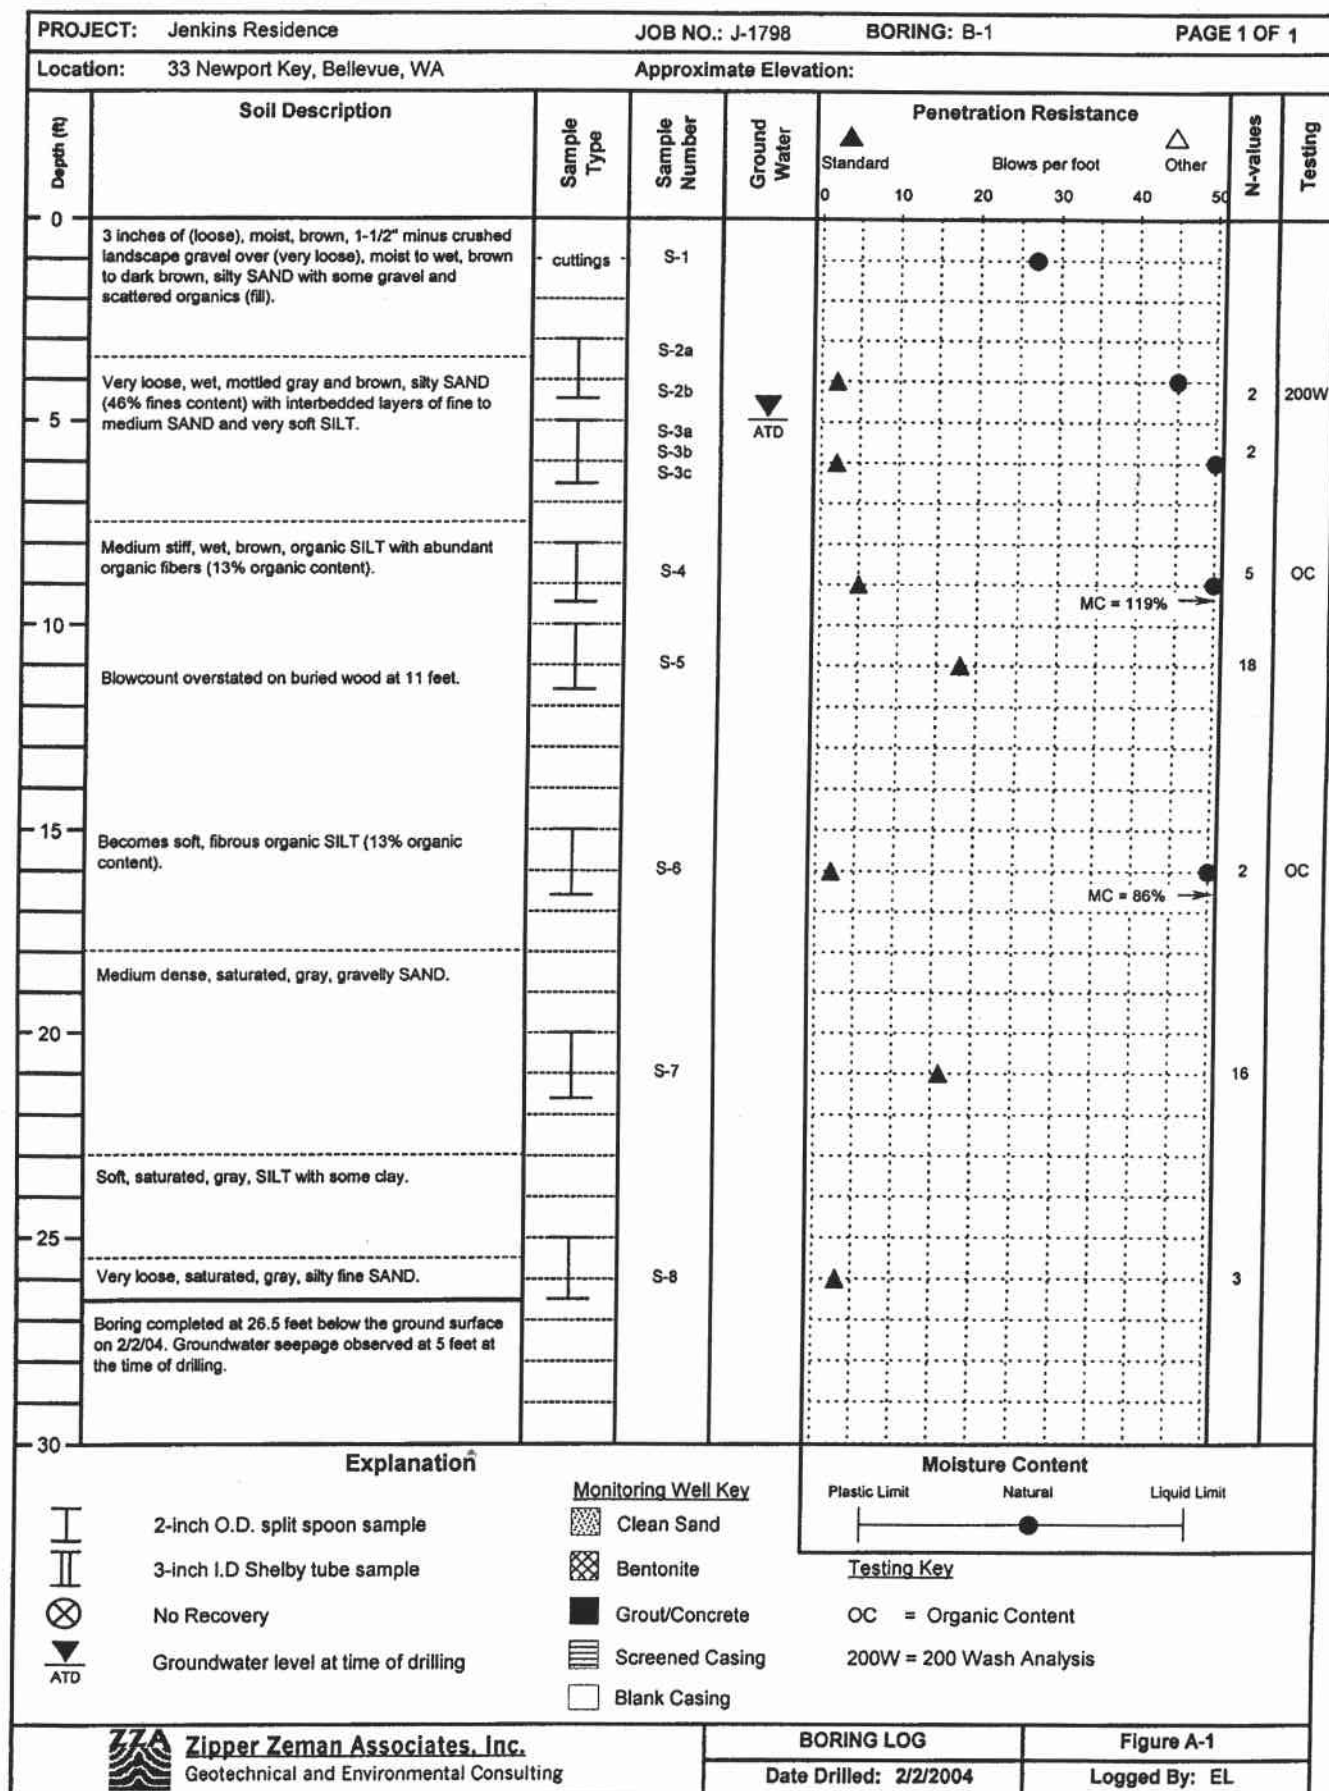 PROJECT: Jenkins Residence JOB NO.: J-1798 BORING: B-1 PAGE 1 OF 1
Location: 33 Newport Key, Bellevue, WA Approximate Elevation:
Depth (ft) Soil Description Sample Type Sample Number Ground Water Penetration Resistance N-values Testing
Standard Blows per foot Other
0 10 20 30 40 50
0
3 inches of (loose), moist, brown, 1-1/2" minus crushed
landscape gravel over (very loose), moist to wet, brown
to dark brown, silty SAND with some gravel and
scattered organics (fill).
cuttings S-1
S-2a
Very loose, wet, mottled gray and brown, silty SAND
(46% fines content) with interbedded layers of fine to
medium SAND and very soft SILT.
S-2b 2 200W
5
ATD
S-3a
S-3b 2
S-3c
Medium stiff, wet, brown, organic SILT with abundant
organic fibers (13% organic content).
S-4 5 OC
MC = 119%
10
Blowcount overstated on buried wood at 11 feet.
S-5 18
15
Becomes soft, fibrous organic SILT (13% organic
content).
S-6 2 OC
MC = 86%
Medium dense, saturated, gray, gravelly SAND.
20
S-7 16
Soft, saturated, gray, SILT with some clay.
25
Very loose, saturated, gray, silty fine SAND.
S-8 3
Boring completed at 26.5 feet below the ground surface
on 2/2/04. Groundwater seepage observed at 5 feet at
the time of drilling.
30
Explanation
2-inch O.D. split spoon sample
3-inch I.D Shelby tube sample
No Recovery
ATD Groundwater level at time of drilling
Monitoring Well Key
Clean Sand
Bentonite
Grout/Concrete
Screened Casing
Blank Casing
Moisture Content
Plastic Limit Natural Liquid Limit
Testing Key
OC = Organic Content
200W = 200 Wash Analysis
ZZA Zipper Zeman Associates, Inc.
Geotechnical and Environmental Consulting
BORING LOG Figure A-1
Date Drilled: 2/2/2004 Logged By: EL